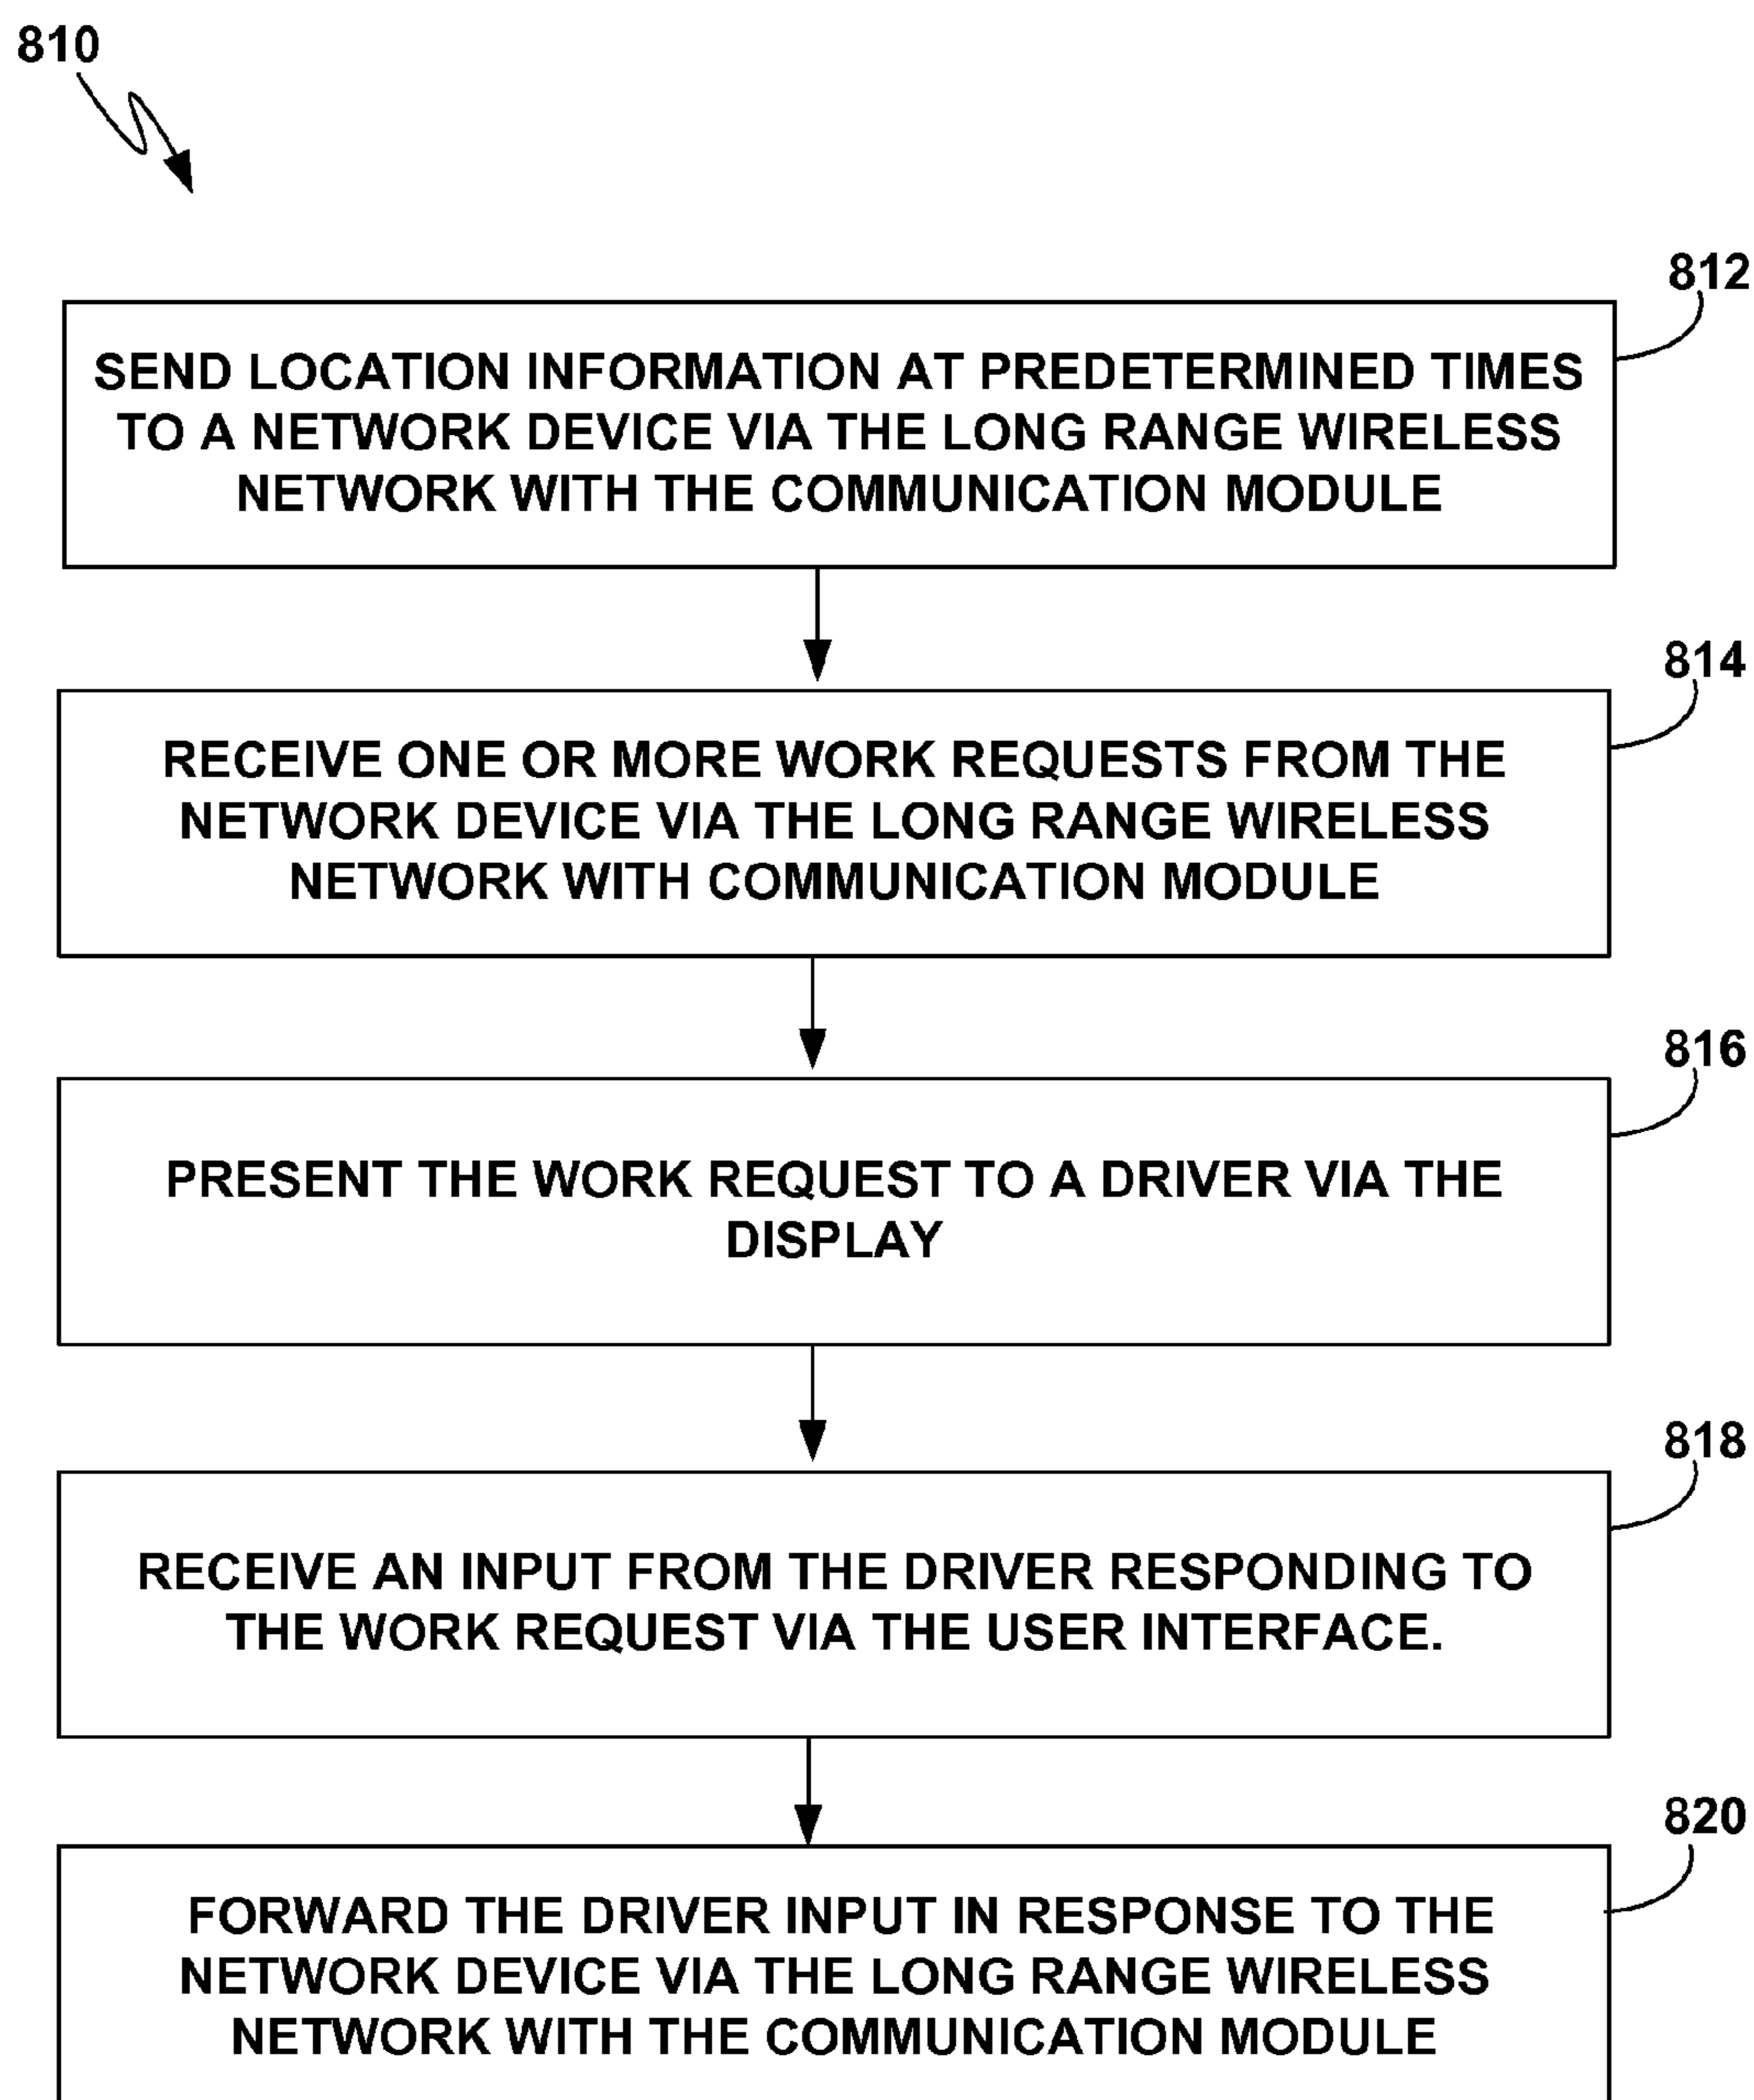 810
812
SEND LOCATION INFORMATION AT PREDETERMINED TIMES
TO A NETWORK DEVICE VIA THE LONG RANGE WIRELESS
NETWORK WITH THE COMMUNICATION MODULE
814
RECEIVE ONE OR MORE WORK REQUESTS FROM THE
NETWORK DEVICE VIA THE LONG RANGE WIRELESS
NETWORK WITH COMMUNICATION MODULE
816
PRESENT THE WORK REQUEST TO A DRIVER VIA THE
DISPLAY
818
RECEIVE AN INPUT FROM THE DRIVER RESPONDING TO
THE WORK REQUEST VIA THE USER INTERFACE.
820
FORWARD THE DRIVER INPUT IN RESPONSE TO THE
NETWORK DEVICE VIA THE LONG RANGE WIRELESS
NETWORK WITH THE COMMUNICATION MODULE